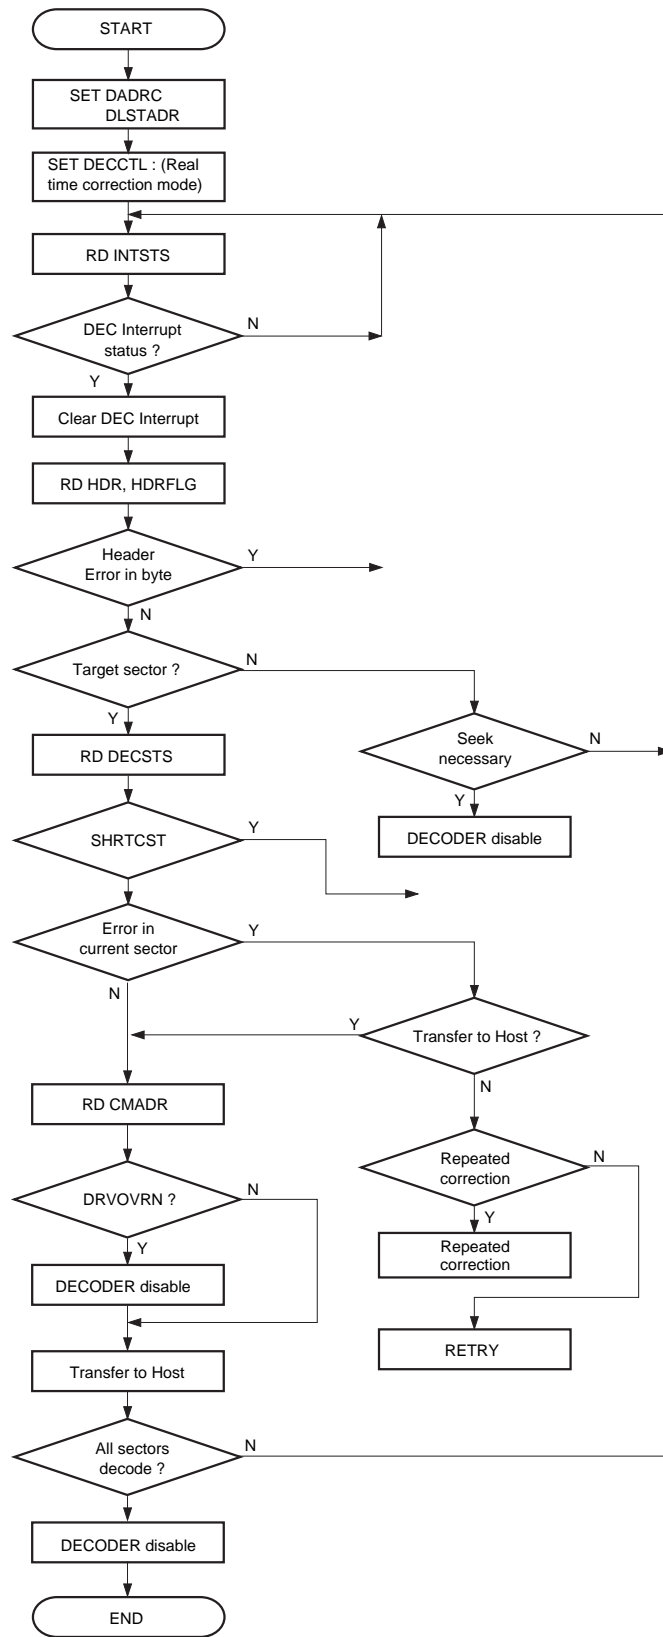 START
SET DADRC
DLSTADR
SET DECCTL : (Real
time correction mode)
RD INTSTS
DEC Interrupt
status ?
N
Y
Clear DEC Interrupt
RD HDR, HDRFLG
Header
Error in byte
Y
N
Target sector ?
N
Y
Seek
necessary
N
Y
RD DECSTS
DECODER disable
SHRTCST
Y
Error in
current sector
Y
N
Transfer to Host ?
Y
N
RD CMADR
Repeated
correction
N
Y
DRVOVRN ?
N
Y
Repeated
correction
DECODER disable
RETRY
Transfer to Host
All sectors
decode ?
N
DECODER disable
END